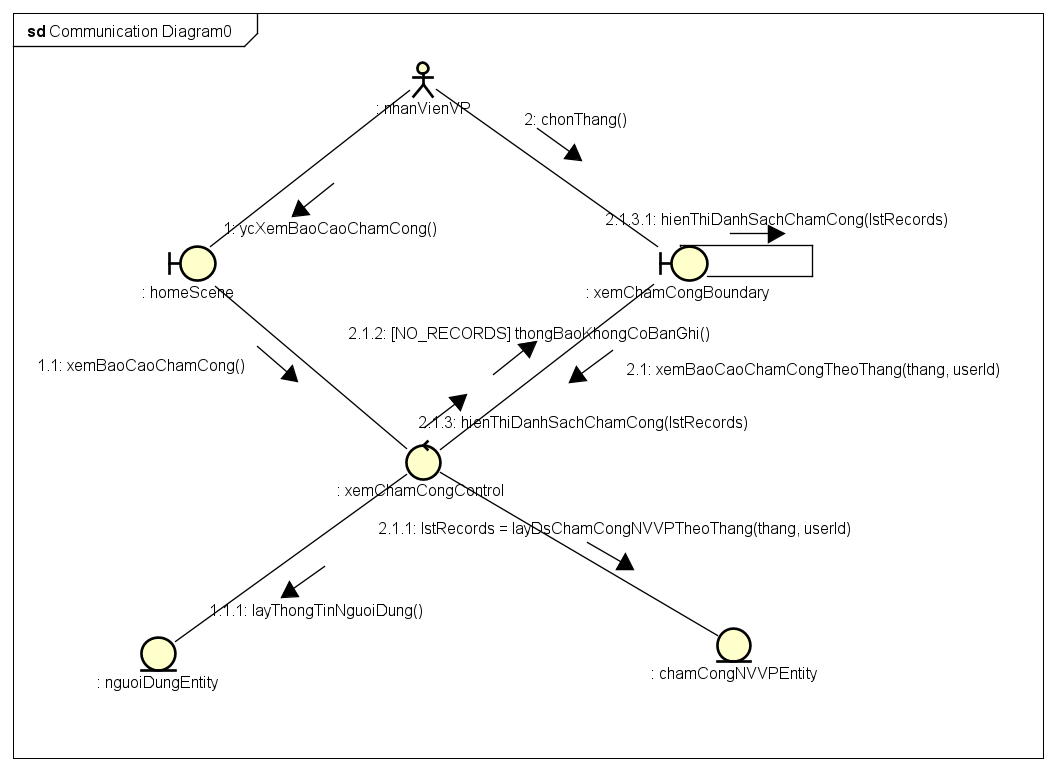 sd Communication Diagram0
: nhanVienVP
2: chonThang()
2.1.3.1: hienThiDanhSachChamCong(lstRecords)
1: ycXemBaoCaoChamCong()
: homeScene
: xemChamCongBoundary
2.1.2: [NO_RECORDS] thongBaoKhongCoBanGhi()
1.1: xemBaoCaoChamCong()
2.1: xemBaoCaoChamCongTheoThang(thang, userId)
2.1.3: hienThiDanhSachChamCong(lstRecords)
: xemChamCongControl
2.1.1: lstRecords = layDsChamCongNVVPTheoThang(thang, userId)
1.1.1: layThongTinNguoiDung()
: nguoiDungEntity
: chamCongNVVPEntity